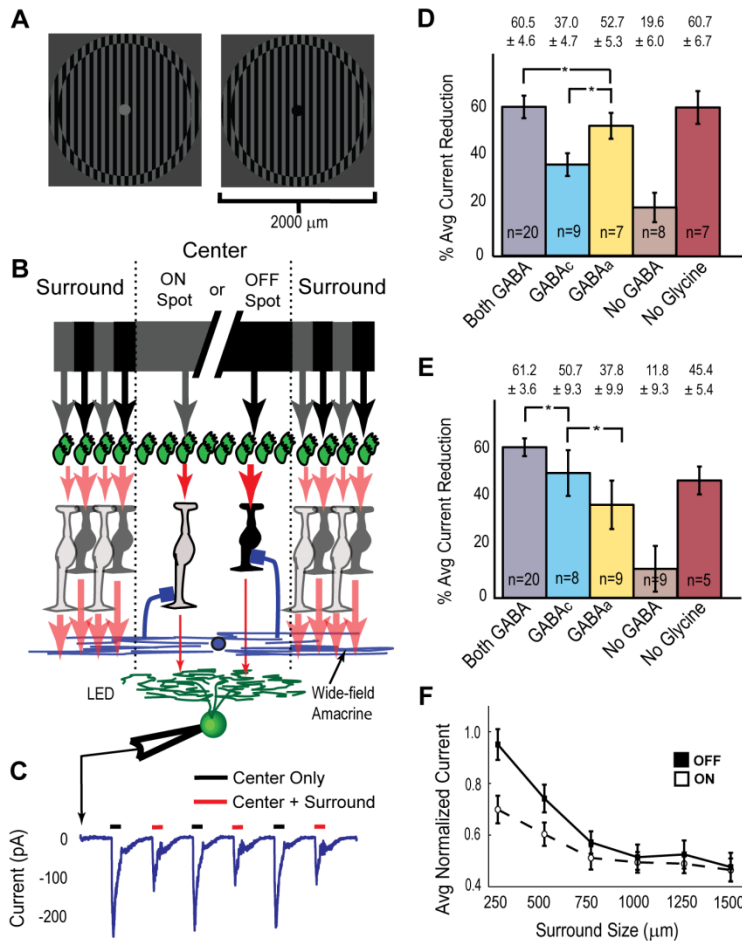 A
2000 µm
B
Center
Surround
ON
Spot
or
OFF
Spot
Surround
LED
Wide-field
Amacrine
C
Center Only
Center + Surround
Current (pA)
0
-100
-200
D
60.5 37.0 52.7 19.6 60.7
± 4.6 ± 4.7 ± 5.3 ± 6.0 ± 6.7
* 
*
% Avg Current Reduction
60
40
20
0
n=20 n=9 n=7 n=8 n=7
Both GABA GABAc GABAa No GABA No Glycine
E
61.2 50.7 37.8 11.8 45.4
± 3.6 ± 9.3 ± 9.9 ± 9.3 ± 5.4
*
*
% Avg Current Reduction
60
40
20
0
n=20 n=8 n=9 n=9 n=5
Both GABA GABAc GABAa No GABA No Glycine
F
Avg Normalized Current
1.0
0.8
0.6
0.4
OFF
ON
250 500 750 1000 1250 1500
Surround Size (µm)